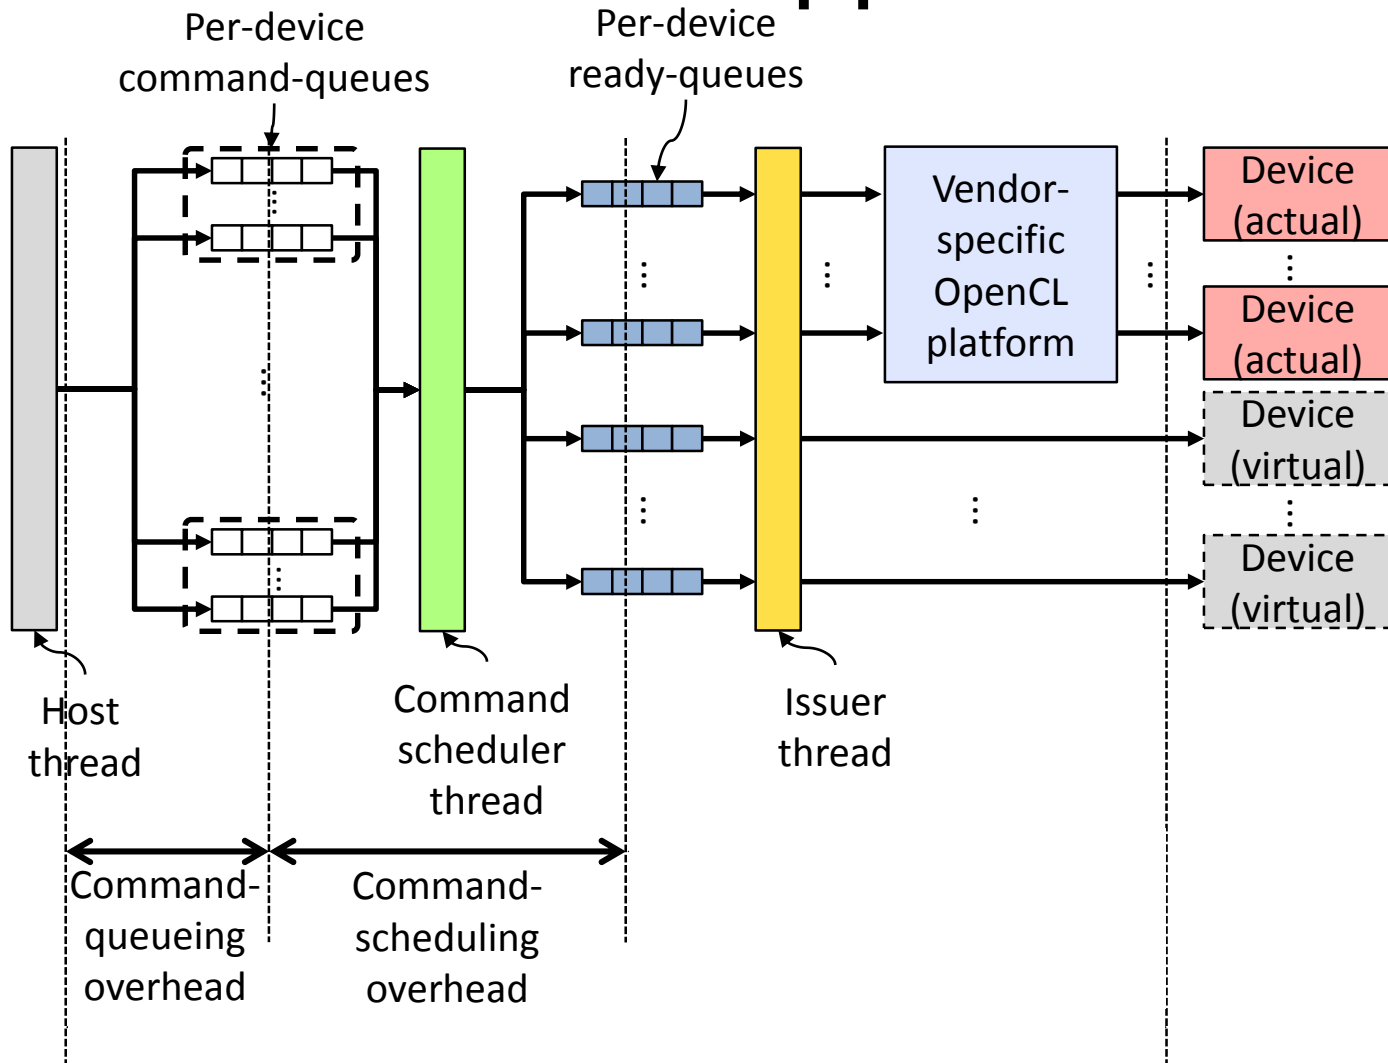 Per-device
command-queues
Per-device
ready-queues
Vendor-
specific
OpenCL
platform
Device
(actual)
Device
(actual)
Device
(virtual)
Device
(virtual)
Host
thread
Command
scheduler
thread
Issuer
thread
Command-
queueing
overhead
Command-
scheduling
overhead